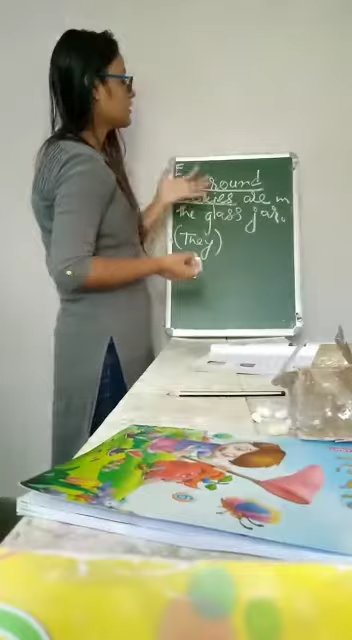 E
round
are in
the glass jar.
(They)